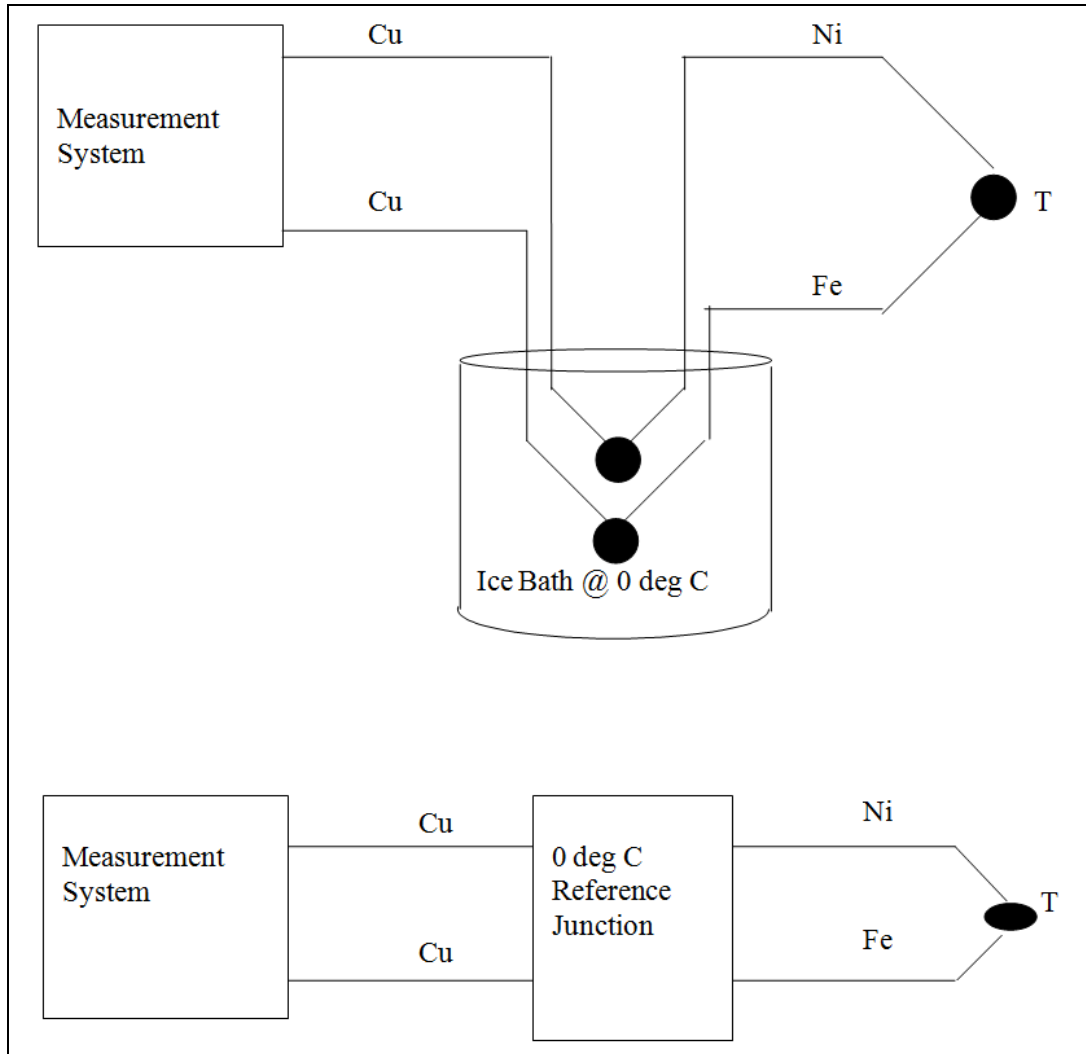 Cu
Ni
Measurement
System
Cu
T
Fe
Ice Bath @ 0 deg C
Cu
Ni
Measurement
System
0 deg C
Reference
Junction
T
Cu
Fe